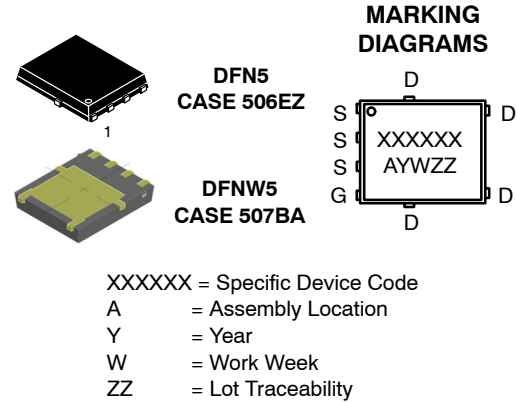 MARKING
DIAGRAMS
DFN5
CASE 506EZ
1
DFNW5
CASE 507BA
D
S
D
S
XXXXXX
S
AYWZZ
G
D
D
XXXXXX = Specific Device Code
A = Assembly Location
Y = Year
W = Work Week
ZZ = Lot Traceability